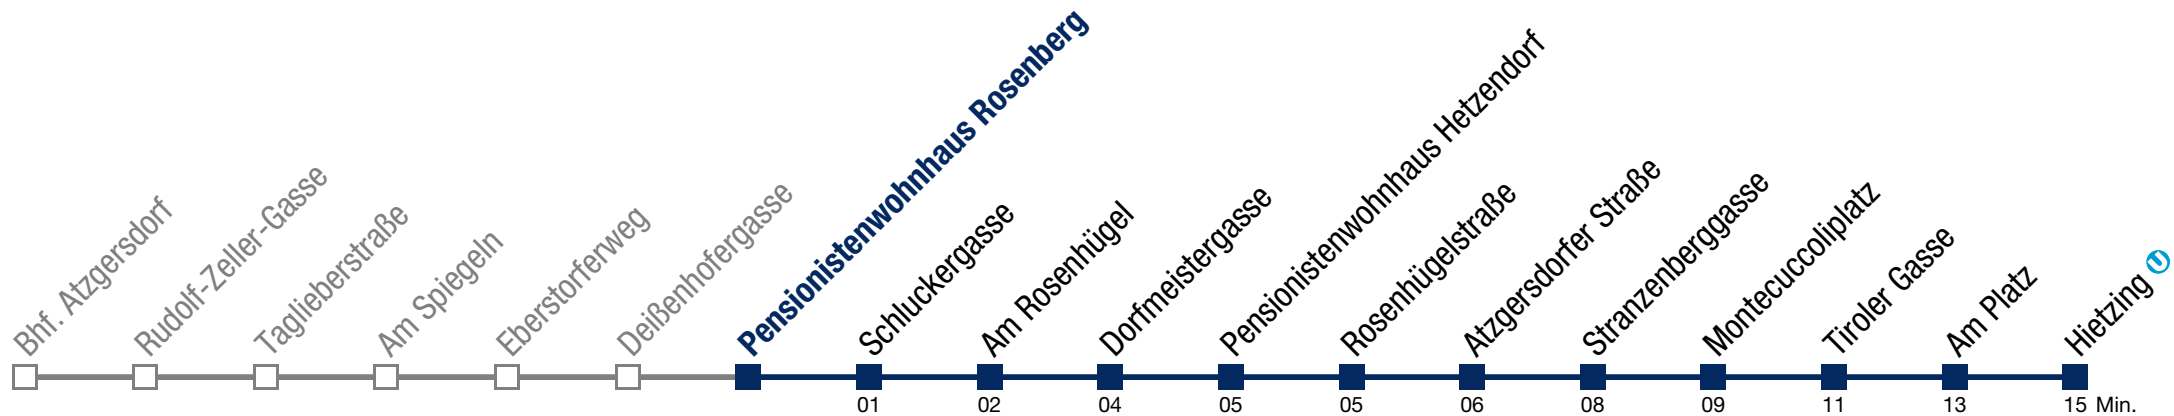 Bhf. Atzgersdorf
Rudolf-Zeller-Gasse
Taglieberstraße
Am Spiegeln
Eberstorferweg
Deißenhofergasse
Pensionistenwohnhaus Rosenberg
Schluckergasse
Am Rosenhügel
Dorfmeistergasse
Pensionistenwohnhaus Hetzendorf
Rosenhügelstraße
Atzgersdorfer Straße
Stranzenberggasse
Montecuccoliplatz
Tiroler Gasse
Am Platz
Hietzing U
01 02 04 05 05 06 08 09 11 13 15 Min.